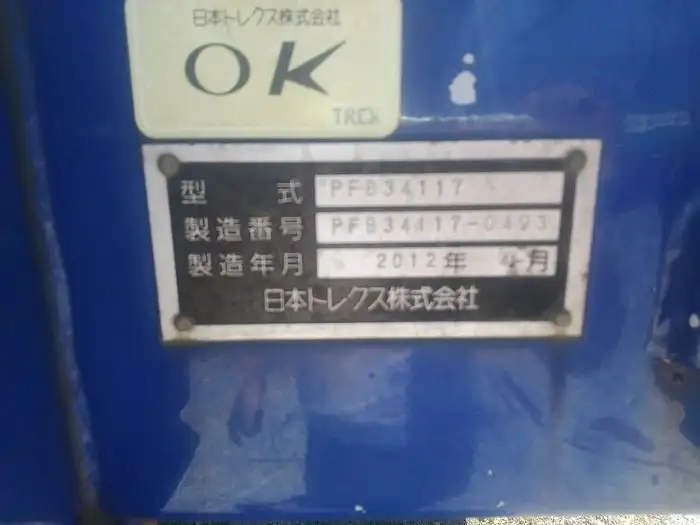 日本トレクス株式会社
OK
TREX
型式 PFB34117
製造番号 PFB34117-0493
製造年月 2012年 月
日本トレクス株式会社